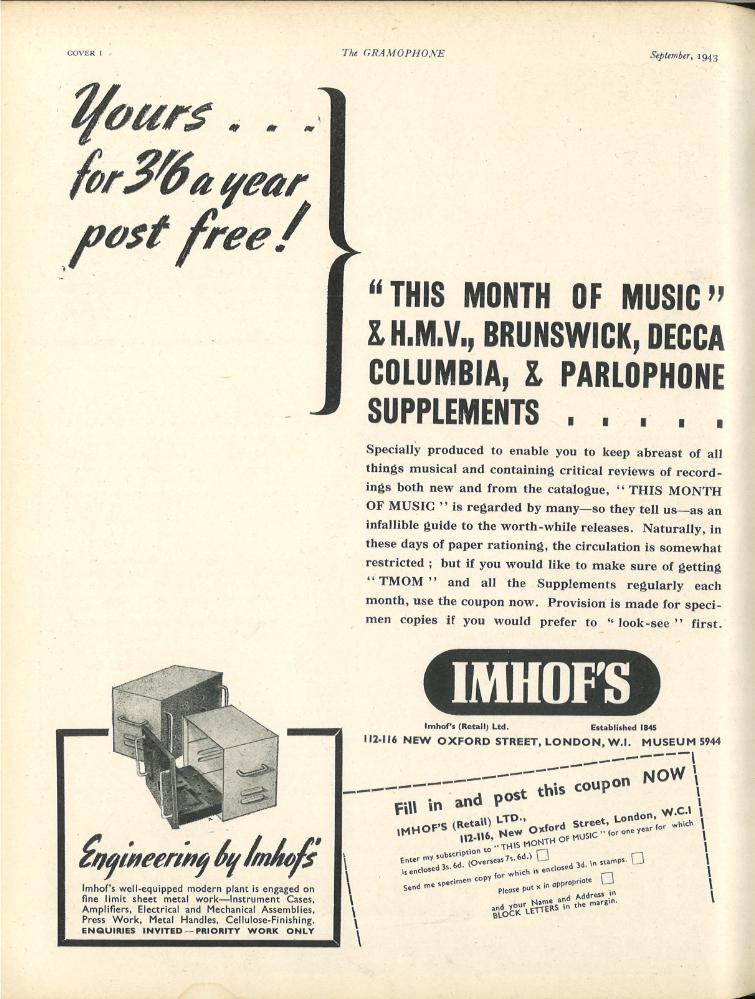 COVER I
The GRAMOPHONE
September, 1943
Yours . . .
for 3'/6 a year
post free!
"THIS MONTH OF MUSIC"
& H.M.V., BRUNSWICK, DECCA
COLUMBIA, & PARLOPHONE
SUPPLEMENTS . . . . .
Specially produced to enable you to keep abreast of all
things musical and containing critical reviews of record-
ings both new and from the catalogue, "THIS MONTH
OF MUSIC" is regarded by many—so they tell us—as an
infallible guide to the worth-while releases. Naturally, in
these days of paper rationing, the circulation is somewhat
restricted; but if you would like to make sure of getting
"TMOM" and all the Supplements regularly each
month, use the coupon now. Provision is made for speci-
men copies if you would prefer to "look-see" first.
IMHOF'S
Imhof's (Retail) Ltd. Established 1845
112-116 NEW OXFORD STREET, LONDON, W.I. MUSEUM 5944
Engineering by Imhof's
Imhof's well-equipped modern plant is engaged on
fine limit sheet metal work—Instrument Cases,
Amplifiers, Electrical and Mechanical Assemblies,
Press Work, Metal Handles, Cellulose-Finishing.
ENQUIRIES INVITED—PRIORITY WORK ONLY
Fill in and post this coupon NOW
IMHOF'S (Retail) LTD.,
112-116, New Oxford Street, London, W.C.I
Enter my subscription to "THIS MONTH OF MUSIC" for one year for which
is enclosed 3s. 6d. (Overseas 7s. 6d.)
Send me specimen copy for which is enclosed 3d. in stamps.
Please put x in appropriate
and your Name and Address in
BLOCK LETTERS in the margin.